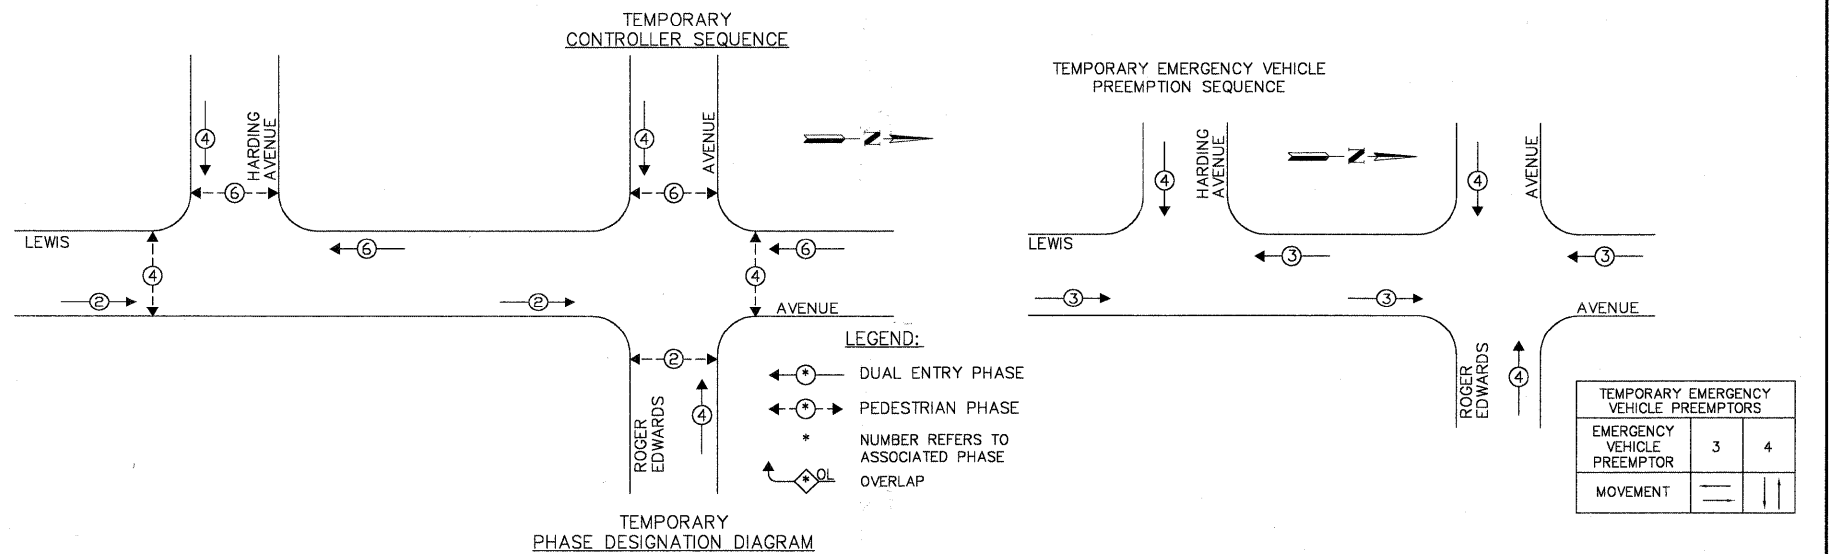 TEMPORARY
CONTROLLER SEQUENCE
4
HARDING
AVENUE
4
AVENUE
N
6
6
LEWIS
6
6
4
4
2
2
AVENUE
2
ROGER
EDWARDS
4
LEGEND:
* DUAL ENTRY PHASE
* PEDESTRIAN PHASE
* NUMBER REFERS TO
ASSOCIATED PHASE
* OL OVERLAP
TEMPORARY
PHASE DESIGNATION DIAGRAM
TEMPORARY EMERGENCY VEHICLE
PREEMPTION SEQUENCE
4
HARDING
AVENUE
N
4
AVENUE
LEWIS
3
3
3
3
AVENUE
ROGER
EDWARDS
4
TEMPORARY EMERGENCY
VEHICLE PREEMPTORS
EMERGENCY
VEHICLE
PREEMPTOR
3
4
MOVEMENT